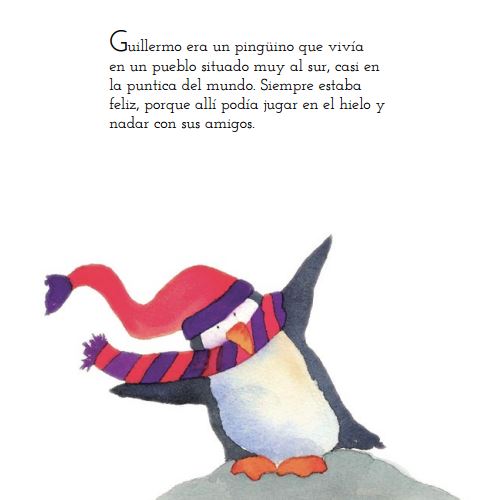 Guillermo era un pingüino que vivía
en un pueblo situado muy al sur, casi en
la puntica del mundo. Siempre estaba
feliz, porque allí podía jugar en el hielo y
nadar con sus amigos.